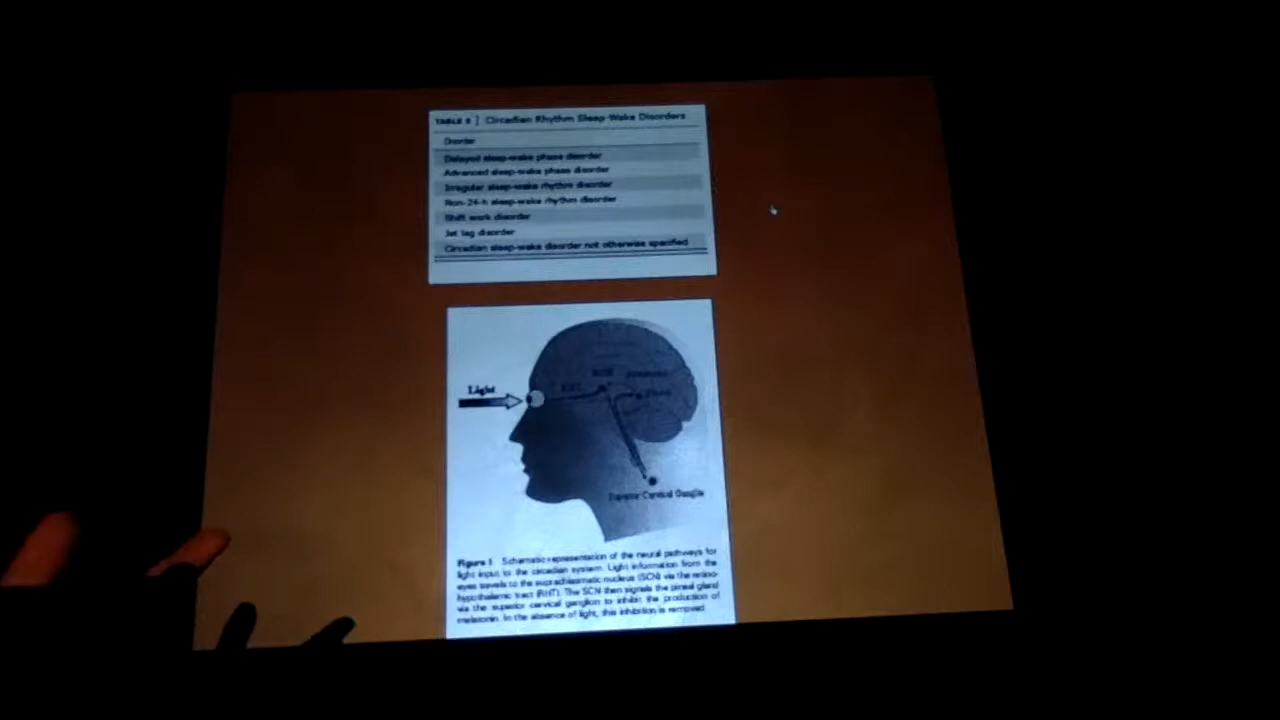 TABLE 5 | Circadian Rhythm Sleep-Wake Disorders
Disorder
Delayed sleep-wake phase disorder
Advanced sleep-wake phase disorder
Irregular sleep-wake rhythm disorder
Non-24-h sleep-wake rhythm disorder
Shift work disorder
Jet lag disorder
Circadian sleep-wake disorder not otherwise specified
Light
RHT
SCN
Superior Cervical Ganglia
Figure 1 Schematic representation of the neural pathways for
light input to the circadian system. Light information from the
eyes travels to the suprachiasmatic nucleus (SCN) via the retino-
hypothalamic tract (RHT). The SCN then signals the pineal gland
via the superior cervical ganglion to inhibit the production of
melatonin. In the absence of light, this inhibition is removed.